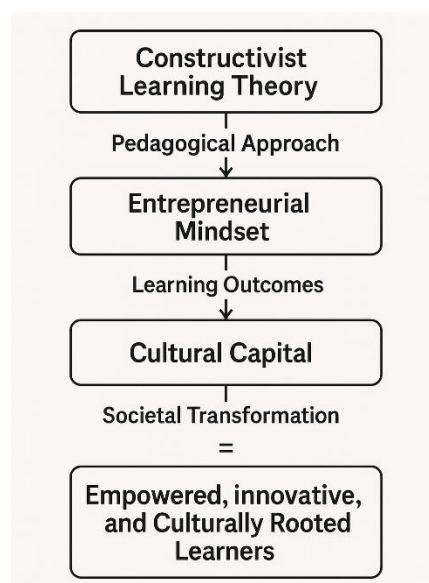 Constructivist
Learning Theory
Pedagogical Approach
Entrepreneurial
Mindset
Learning Outcomes
Cultural Capital
Societal Transformation
=
Empowered, innovative,
and Culturally Rooted
Learners